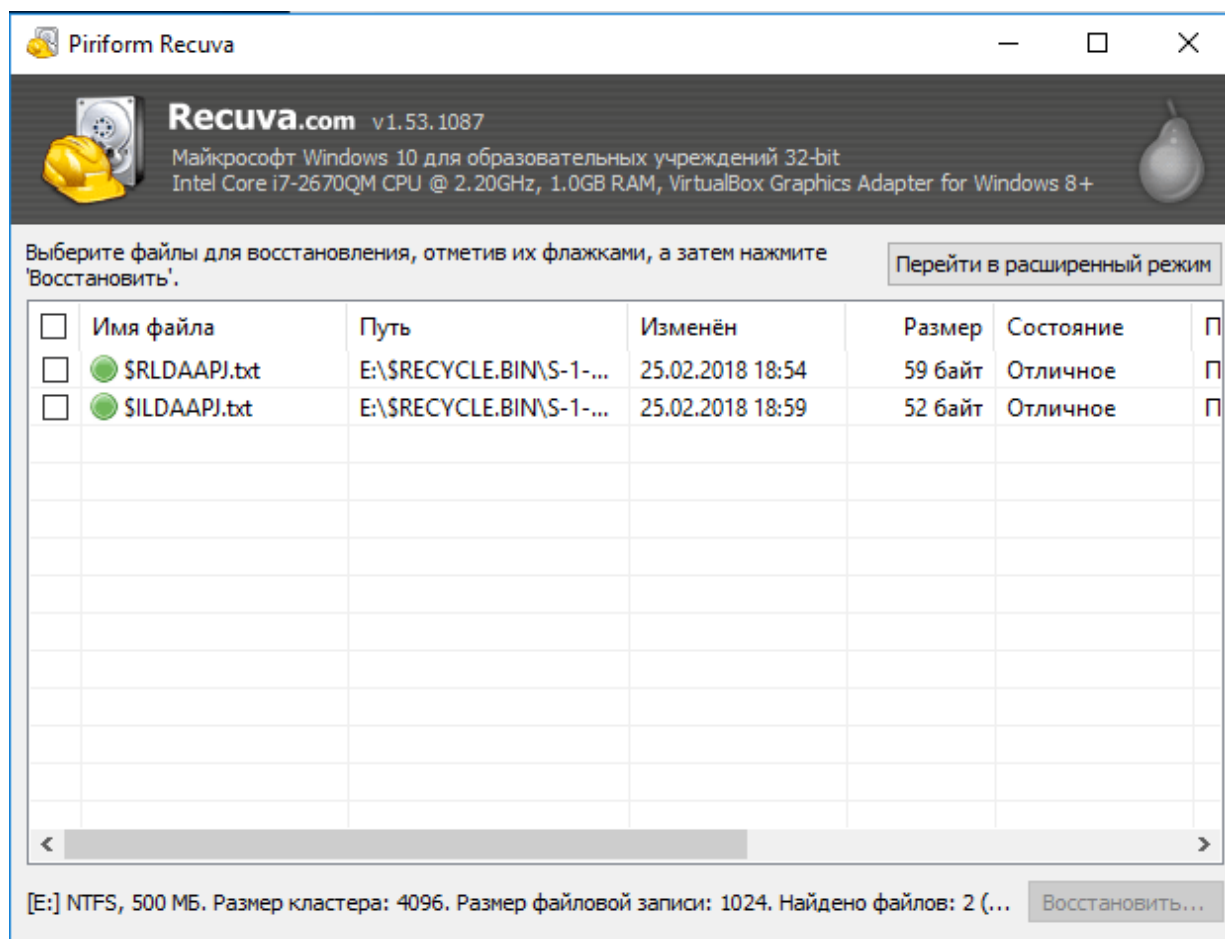 Piriform Recuva
Recuva.com v1.53.1087
Майкрософт Windows 10 для образовательных учреждений 32-bit
Intel Core i7-2670QM CPU @ 2.20GHz, 1.0GB RAM, VirtualBox Graphics Adapter for Windows 8+
Выберите файлы для восстановления, отметив их флажками, а затем нажмите
'Восстановить'.
Перейти в расширенный режим
Имя файла Путь Изменён Размер Состояние П
$RLDAAPJ.txt E:\$RECYCLE.BIN\S-1-... 25.02.2018 18:54 59 байт Отличное П
$ILDAAPJ.txt E:\$RECYCLE.BIN\S-1-... 25.02.2018 18:59 52 байт Отличное П
[E:] NTFS, 500 МБ. Размер кластера: 4096. Размер файловой записи: 1024. Найдено файлов: 2 (... Восстановить...